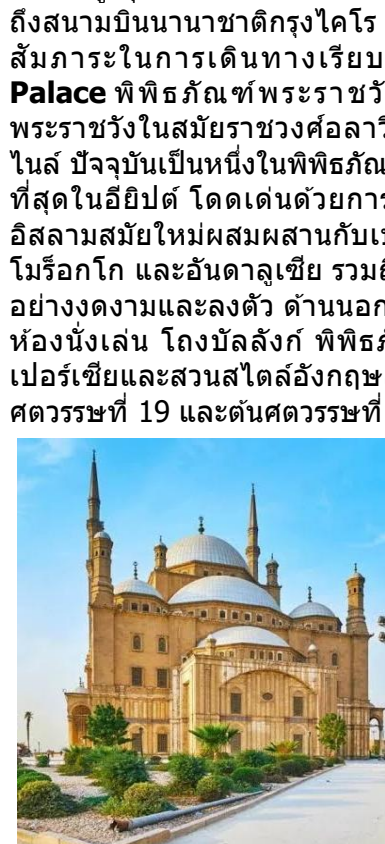 ถึงสนามบินนานาชาติกรุงไคโร
สัมภาระในการเดินทางเรียบ
Palace พิพิธภัณฑ์พระราชวั
พระราชวังในสมัยราชวงศ์อลาวี
ไนล์ ปัจจุบันเป็นหนึ่งในพิพิธภัณ
ที่สุดในอียิปต์ โดดเด่นด้วยการ
อิสลามสมัยใหม่ผสมผสานกับเ
โมร็อกโก และอันดาลูเซีย รวมถึ
อย่างงดงามและลงตัว ด้านนอก
ห้องนั่งเล่น โถงบัลลังก์ พิพิธภั
เปอร์เซียและสวนสไตล์อังกฤษ
ศตวรรษที่ 19 และต้นศตวรรษที่